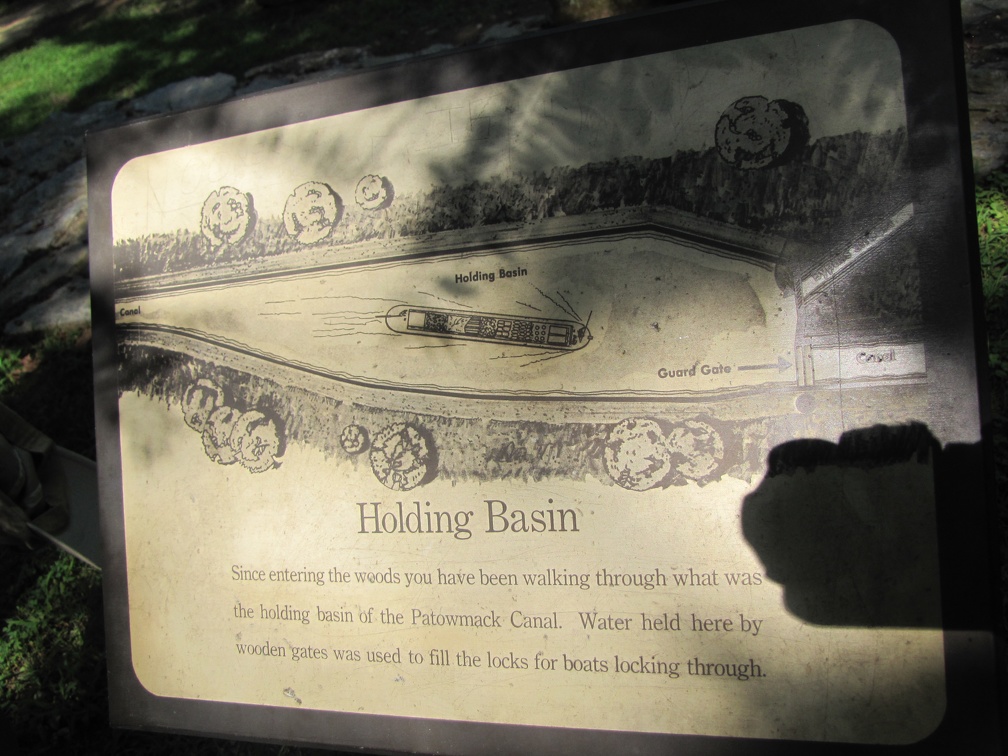 Holding Basin
Canal
Guard Gate
Canal
Holding Basin
Since entering the woods you have been walking through what was
the holding basin of the Patowmack Canal. Water held here by
wooden gates was used to fill the locks for boats locking through.